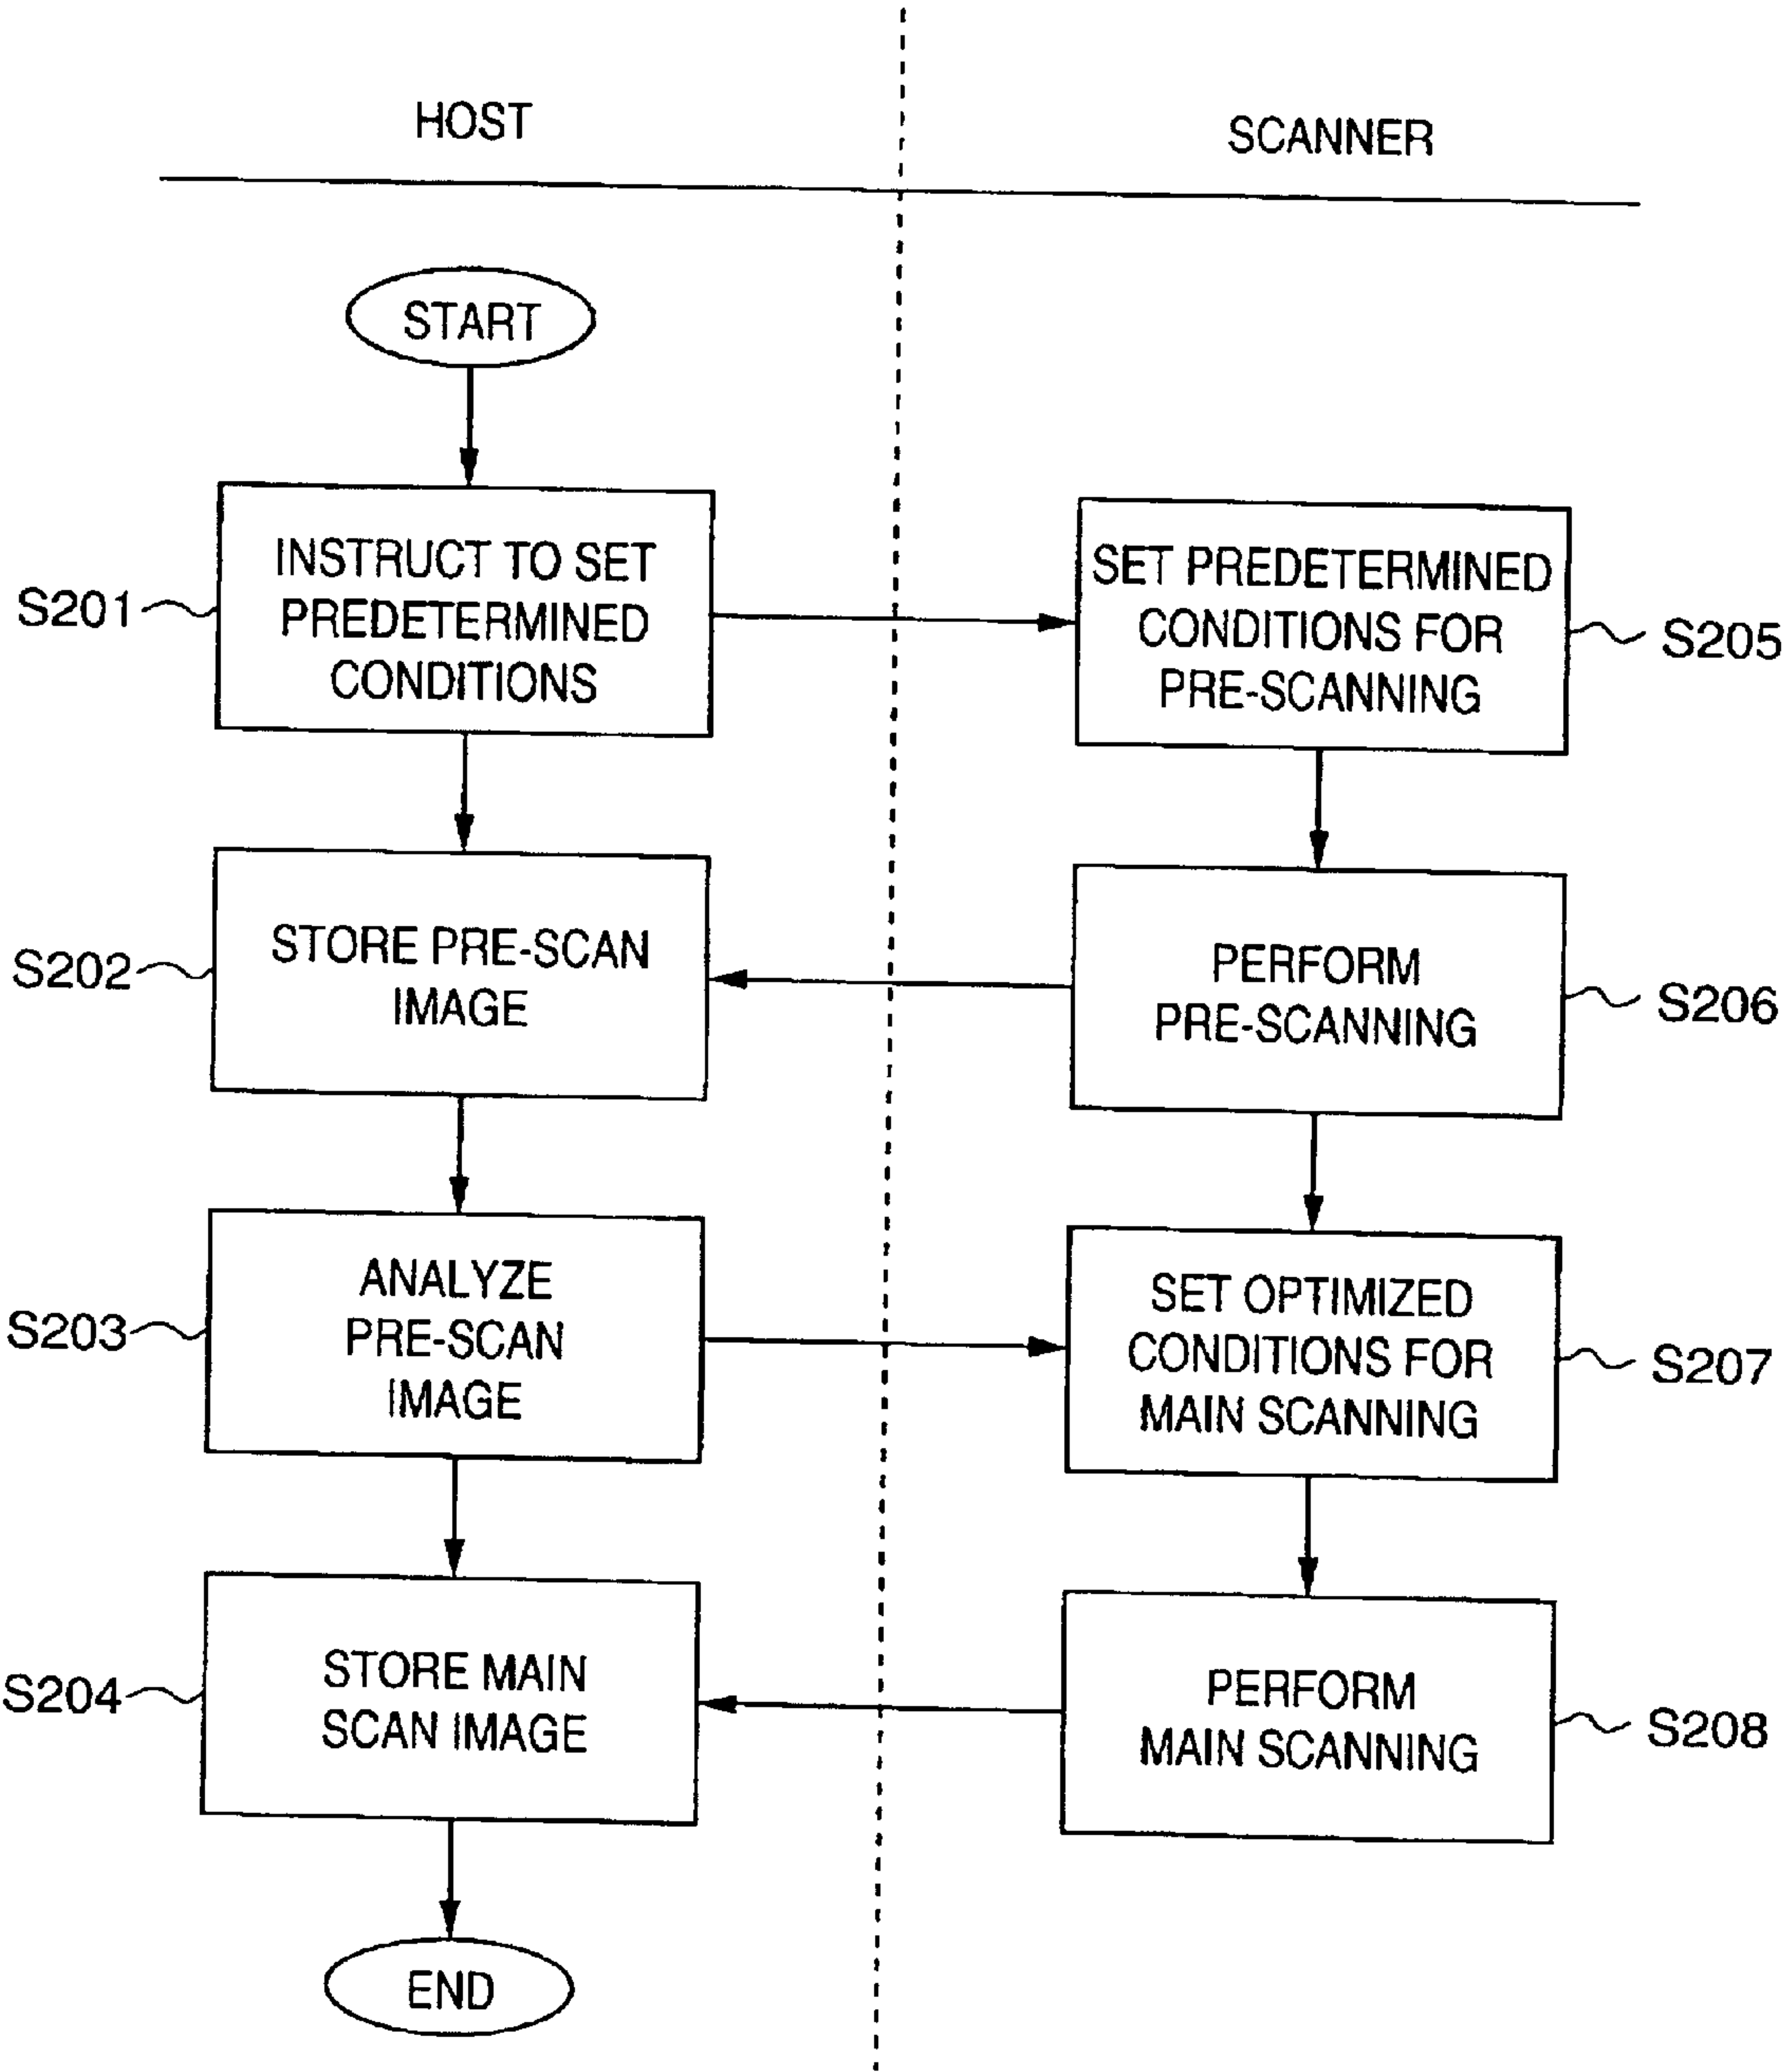 HOST
SCANNER
START
S201
INSTRUCT TO SET
PREDETERMINED
CONDITIONS
SET PREDETERMINED
CONDITIONS FOR
PRE-SCANNING
S205
S202
STORE PRE-SCAN
IMAGE
PERFORM
PRE-SCANNING
S206
S203
ANALYZE
PRE-SCAN
IMAGE
SET OPTIMIZED
CONDITIONS FOR
MAIN SCANNING
S207
S204
STORE MAIN
SCAN IMAGE
PERFORM
MAIN SCANNING
S208
END